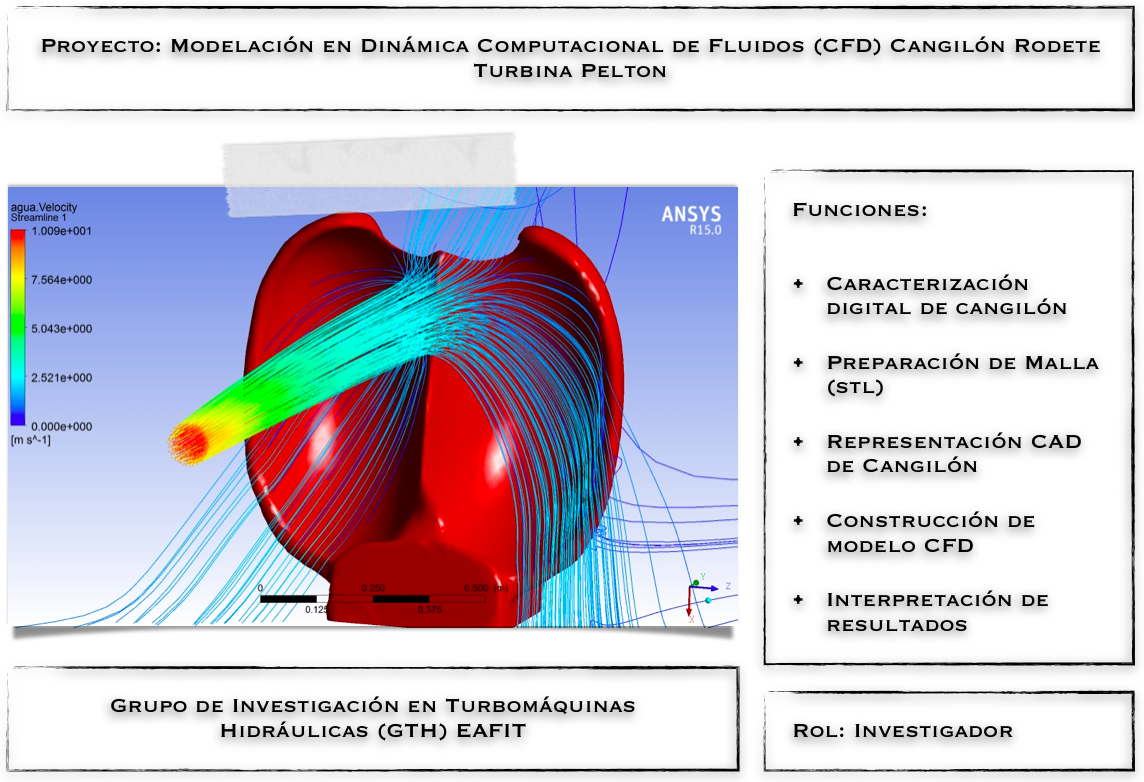 Proyecto: Modelación en Dinámica Computacional de Fluidos (CFD) Cangilón Rodete
Turbina Pelton
agua.Velocity
Streamline 1
1.009e+001
7.564e+000
5.043e+000
2.521e+000
0.000e+000
[m s^-1]
ANSYS
R15.0
0
0.250
0.500 (m)
0.125
0.375
Y
Z
X
Funciones:
+ Caracterización
digital de cangilón
+ Preparación de Malla
(stl)
+ Representación CAD
de Cangilón
+ Construcción de
modelo CFD
+ Interpretación de
resultados
Grupo de Investigación en Turbomáquinas
Hidráulicas (GTH) EAFIT
Rol: Investigador